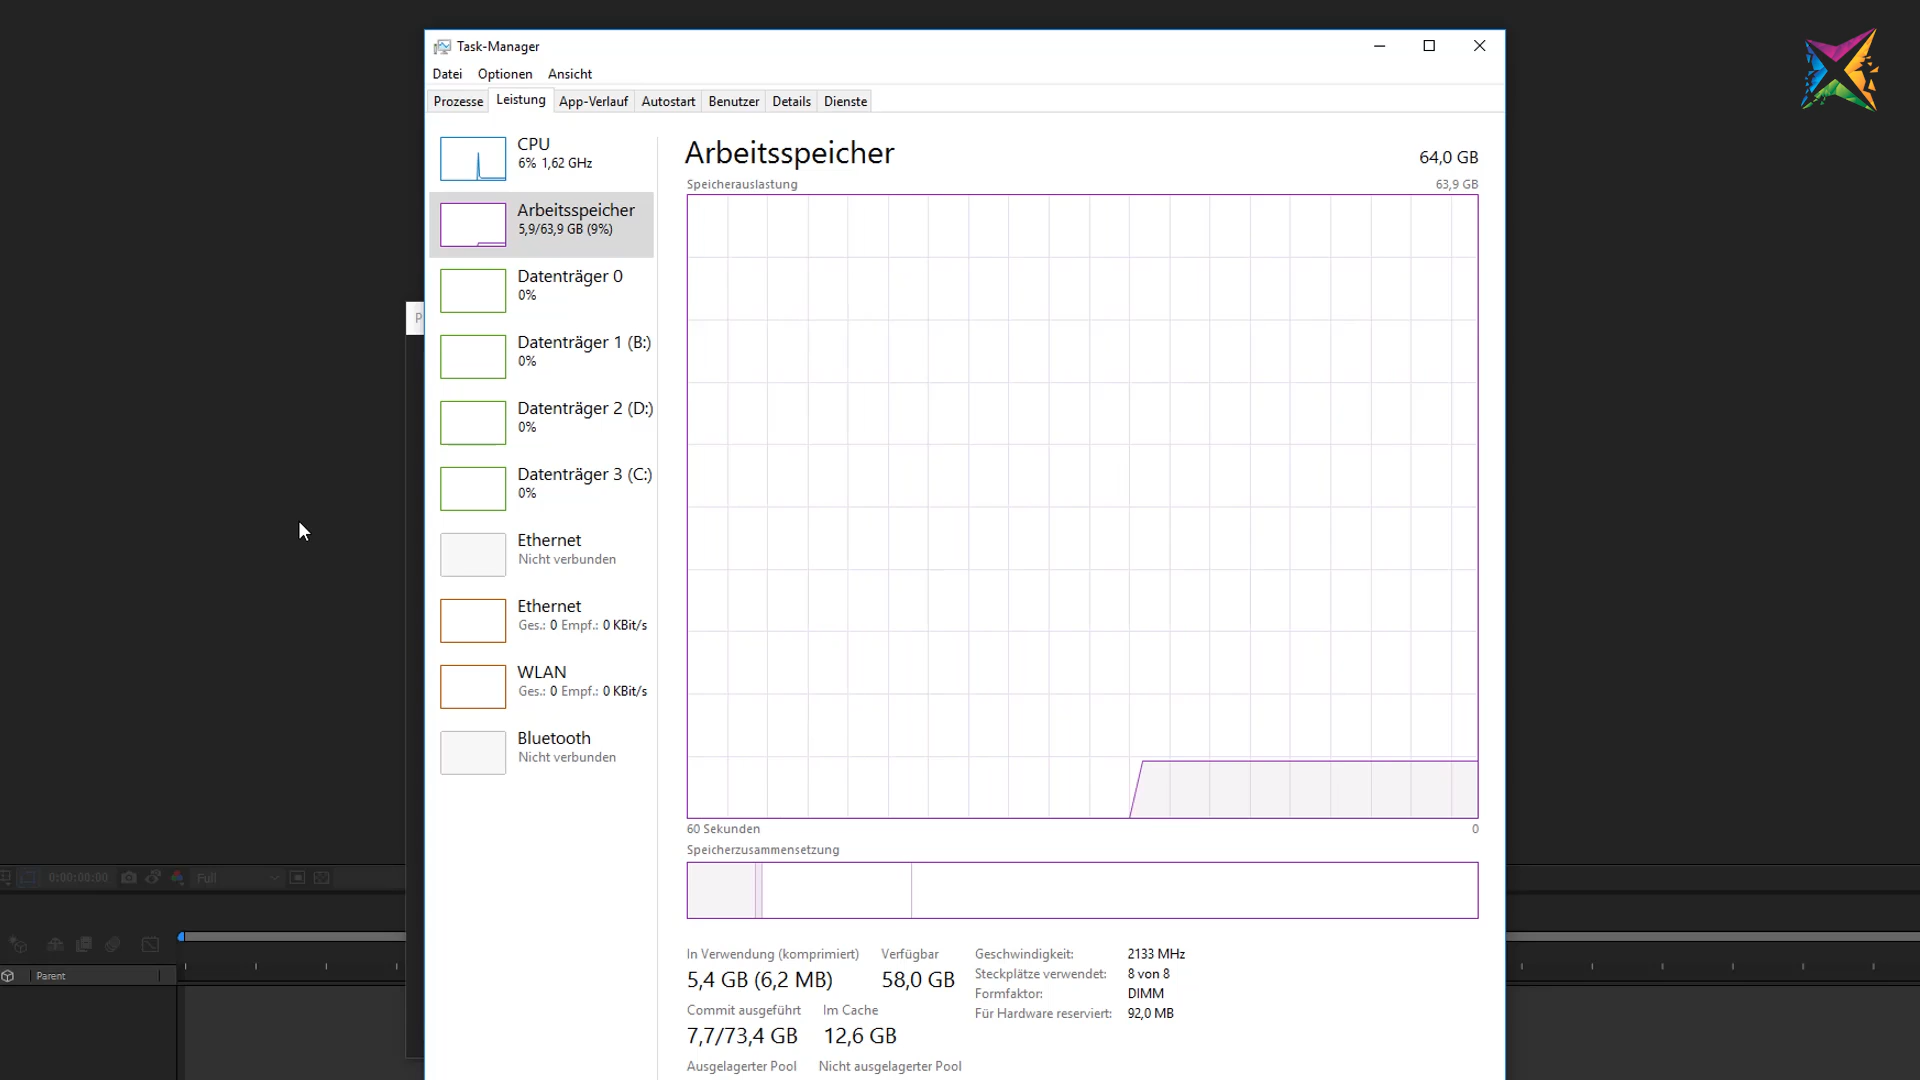 Task-Manager
Datei Optionen Ansicht
Prozesse Leistung App-Verlauf Autostart Benutzer Details Dienste
CPU
6% 1,62 GHz
Arbeitsspeicher
5,9/63,9 GB (9%)
Datenträger 0
0%
Datenträger 1 (B:)
0%
Datenträger 2 (D:)
0%
Datenträger 3 (C:)
0%
Ethernet
Nicht verbunden
Ethernet
Ges.: 0 Empf.: 0 KBit/s
WLAN
Ges.: 0 Empf.: 0 KBit/s
Bluetooth
Nicht verbunden
Arbeitsspeicher 64,0 GB
Speicherauslastung 63,9 GB
60 Sekunden 0
Speicherzusammensetzung
In Verwendung (komprimiert) Verfügbar
5,4 GB (6,2 MB) 58,0 GB
Commit ausgeführt Im Cache
7,7/73,4 GB 12,6 GB
Ausgelagerter Pool Nicht ausgelagerter Pool
Geschwindigkeit: 2133 MHz
Steckplätze verwendet: 8 von 8
Formfaktor: DIMM
Für Hardware reserviert: 92,0 MB
P
0:00:00:00 Full
Parent